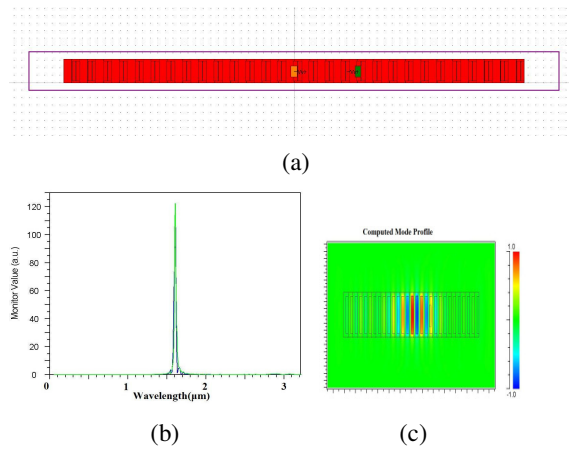 (a)
120
100
80
60
40
20
0
Monitor Value (a.u.)
0 1 2 3
Wavelength(μm)
(b)
Computed Mode Profile
1.0
-1.0
(c)